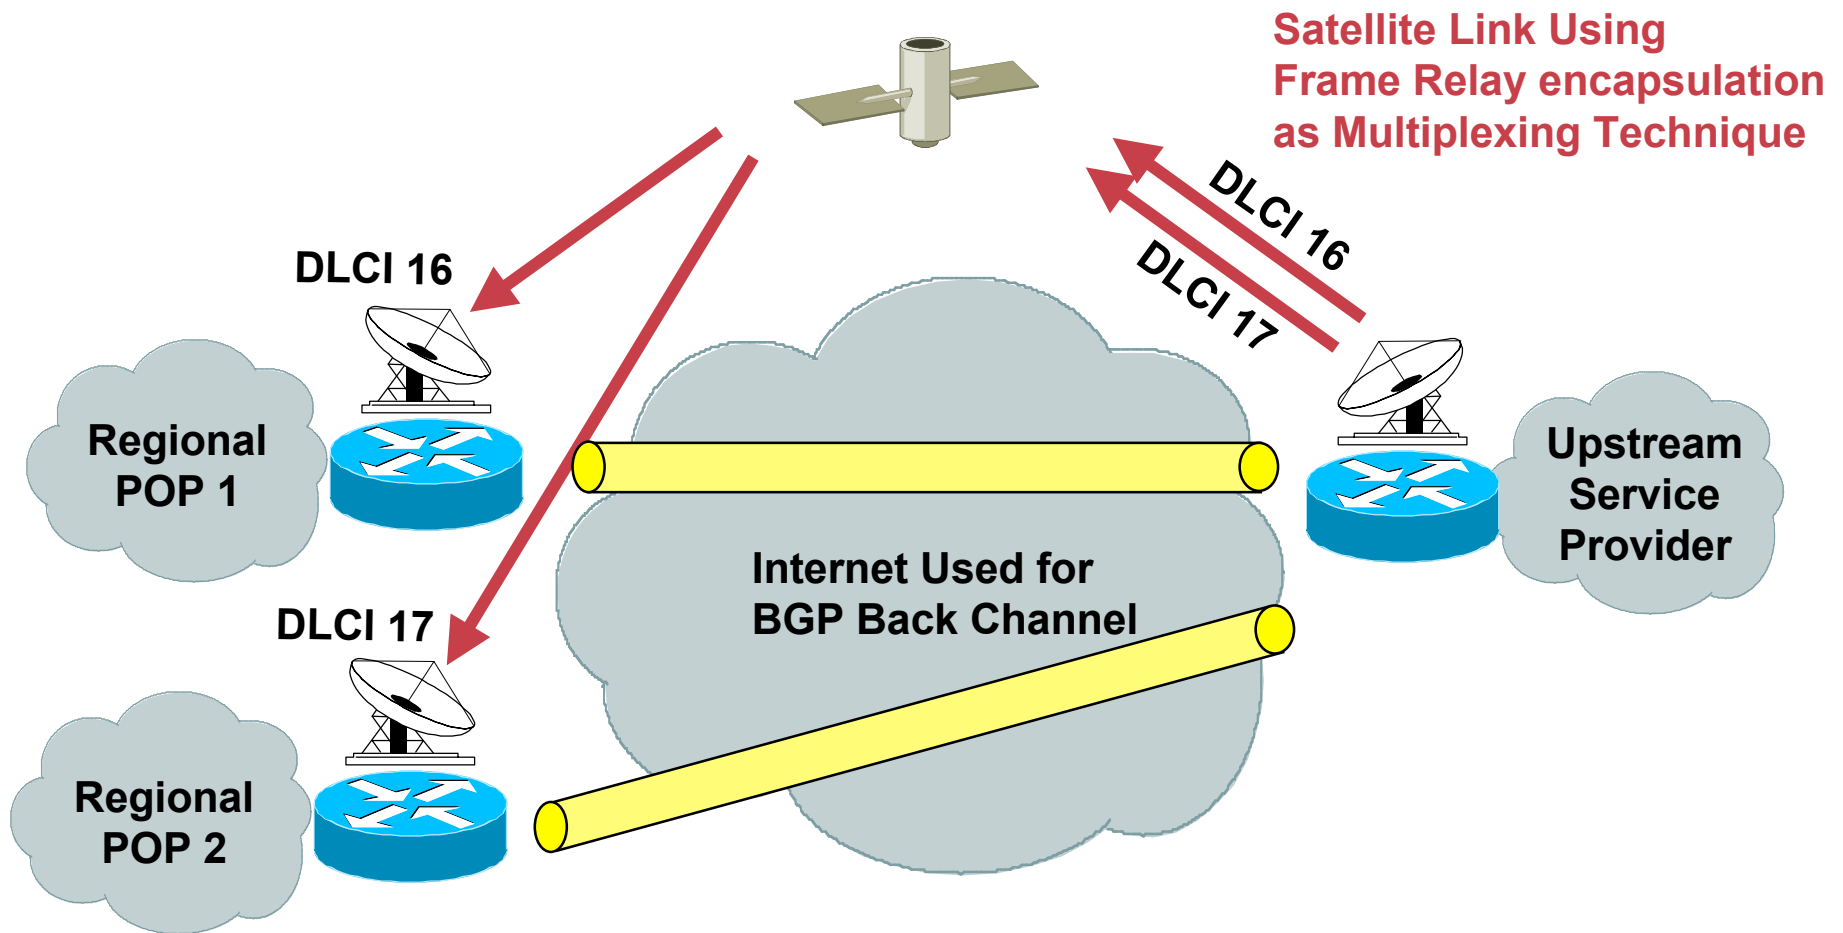 Satellite Link Using
Frame Relay encapsulation
as Multiplexing Technique
DLCI 16
DLCI 17
DLCI 16
Regional
POP 1
Upstream
Service
Provider
Internet Used for
BGP Back Channel
DLCI 17
Regional
POP 2